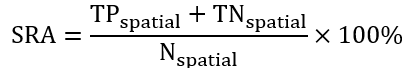 SRA = (TP_spatial + TN_spatial) / N_spatial × 100%